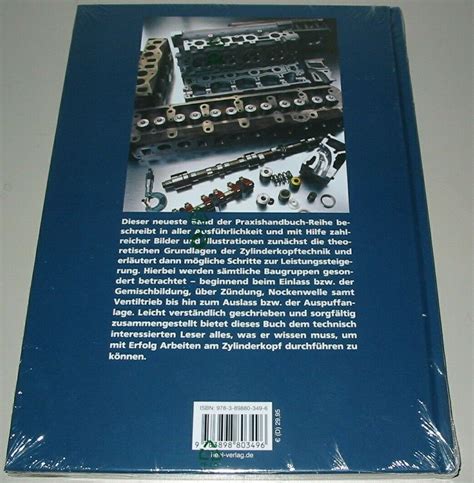 Dieser neueste Band der Praxishandbuch-Reihe be-
schreibt in aller Ausführlichkeit und mit Hilfe zahl-
reicher Bilder und Illustrationen zunächst die theo-
retischen Grundlagen der Zylinderkopftechnik und
erläutert dann mögliche Schritte zur Leistungssteige-
rung. Hierbei werden sämtliche Baugruppen geson-
dert betrachtet – beginnend beim Einlass bzw. der
Gemischbildung, über Zündung, Nockenwelle samt
Ventiltrieb bis hin zum Auslass bzw. der Auspuffan-
lage. Leicht verständlich geschrieben und sorgfältig
zusammengestellt bietet dieses Buch dem technisch
interessierten Leser alles, was er wissen muss, um
mit Erfolg Arbeiten am Zylinderkopf durchführen zu
können.
ISBN: 978-3-89880-349-6
9 783898 803496
€ (D) 29,95
heel-verlag.de